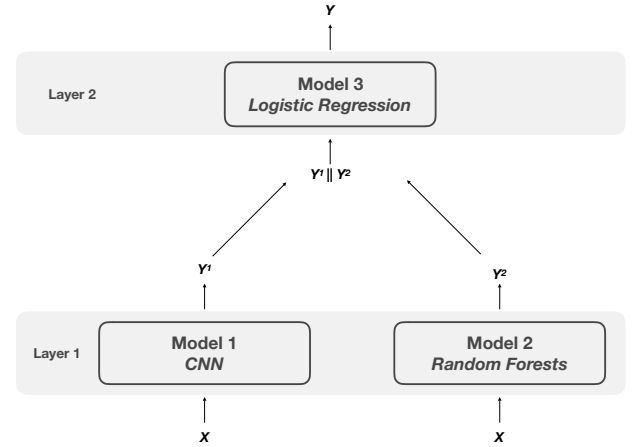 Y
Layer 2
Model 3
Logistic Regression
Y¹ || Y²
Y¹
Y²
Layer 1
Model 1
CNN
Model 2
Random Forests
X
X